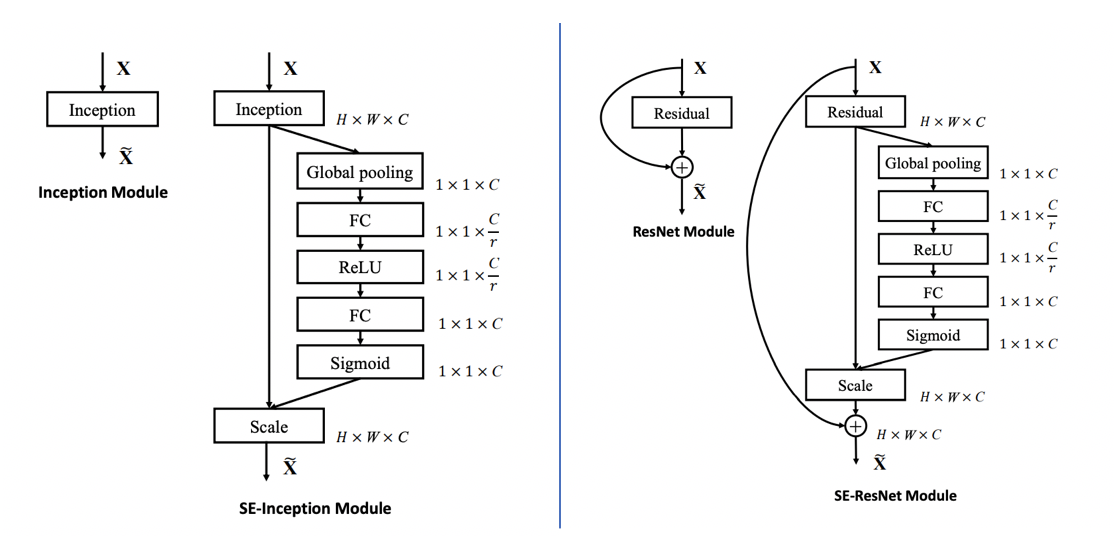 X
Inception
X̃
Inception Module
X
Inception
H × W × C
Global pooling
1 × 1 × C
FC
1 × 1 × C/r
ReLU
1 × 1 × C/r
FC
1 × 1 × C
Sigmoid
1 × 1 × C
Scale
H × W × C
X̃
SE-Inception Module
X
Residual
+
X̃
ResNet Module
X
Residual
H × W × C
Global pooling
1 × 1 × C
FC
1 × 1 × C/r
ReLU
1 × 1 × C/r
FC
1 × 1 × C
Sigmoid
1 × 1 × C
Scale
H × W × C
+
H × W × C
X̃
SE-ResNet Module